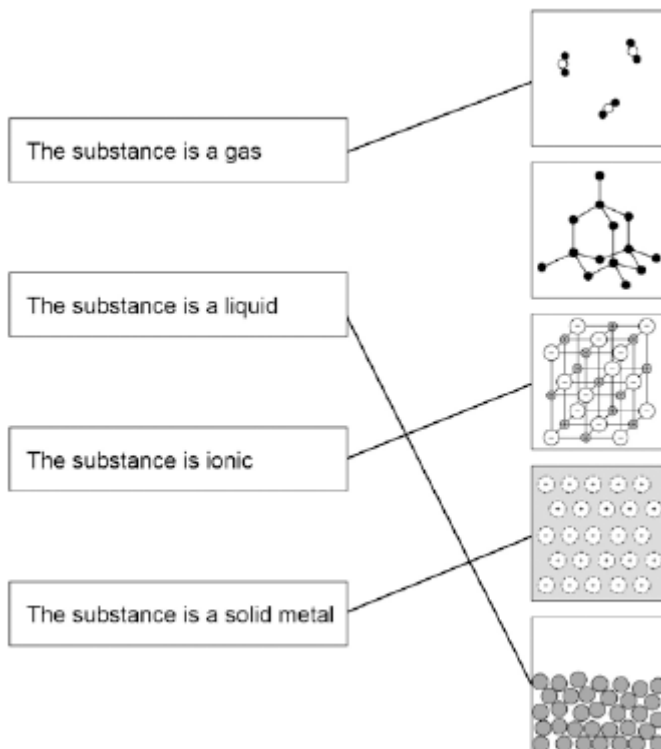 The substance is a gas
The substance is a liquid
The substance is ionic
The substance is a solid metal